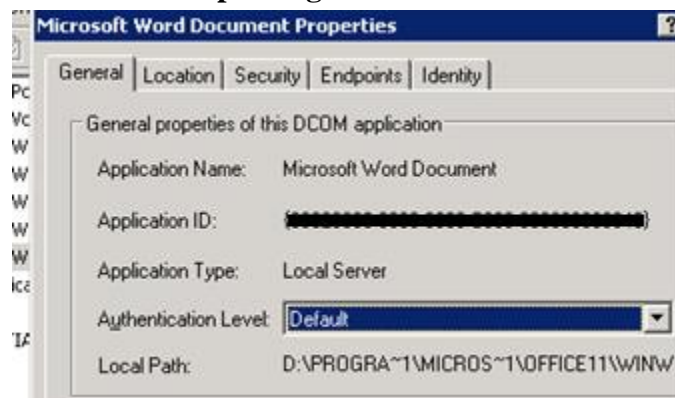 Microsoft Word Document Properties
?
General Location Security Endpoints Identity
General properties of this DCOM application
Application Name: Microsoft Word Document
Application ID:
Application Type: Local Server
Authentication Level: Default
Local Path: D:\PROGRA~1\MICROS~1\OFFICE11\WINW